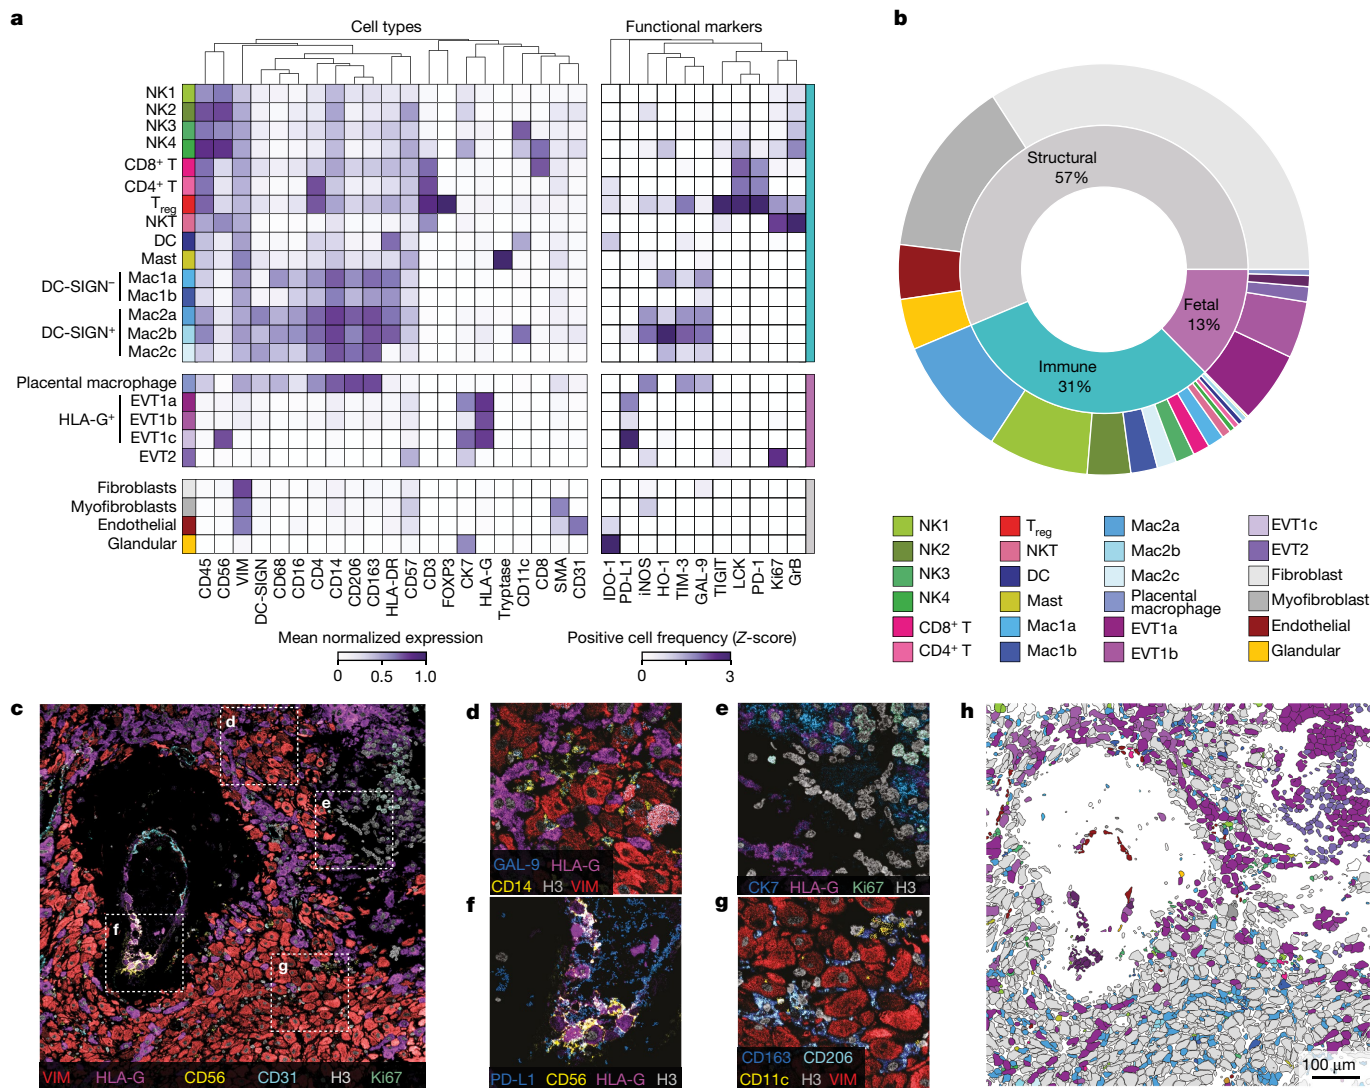 a
Cell types
Functional markers
NK1
NK2
NK3
NK4
CD8⁺ T
CD4⁺ T
Treg
NKT
DC
Mast
DC-SIGN⁻
Mac1a
Mac1b
DC-SIGN⁺
Mac2a
Mac2b
Mac2c
Placental macrophage
HLA-G⁺
EVT1a
EVT1b
EVT1c
EVT2
Fibroblasts
Myofibroblasts
Endothelial
Glandular
CD45
CD56
VIM
DC-SIGN
CD68
CD16
CD4
CD14
CD206
CD163
HLA-DR
CD57
CD3
FOXP3
CK7
HLA-G
Tryptase
CD11c
CD8
SMA
CD31
IDO-1
PD-L1
iNOS
HO-1
TIM-3
GAL-9
TIGIT
LCK
PD-1
Ki67
GrB
Mean normalized expression
0 0.5 1.0
Positive cell frequency (Z-score)
0 3
b
Structural
57%
Fetal
13%
Immune
31%
NK1
NK2
NK3
NK4
CD8⁺ T
CD4⁺ T
Treg
NKT
DC
Mast
Mac1a
Mac1b
Mac2a
Mac2b
Mac2c
Placental
macrophage
EVT1a
EVT1b
EVT1c
EVT2
Fibroblast
Myofibroblast
Endothelial
Glandular
c
d
e
f
g
VIM HLA-G CD56 CD31 H3 Ki67
d
GAL-9 HLA-G
CD14 H3 VIM
e
CK7 HLA-G Ki67 H3
f
PD-L1 CD56 HLA-G H3
g
CD163 CD206
CD11c H3 VIM
h
100 µm